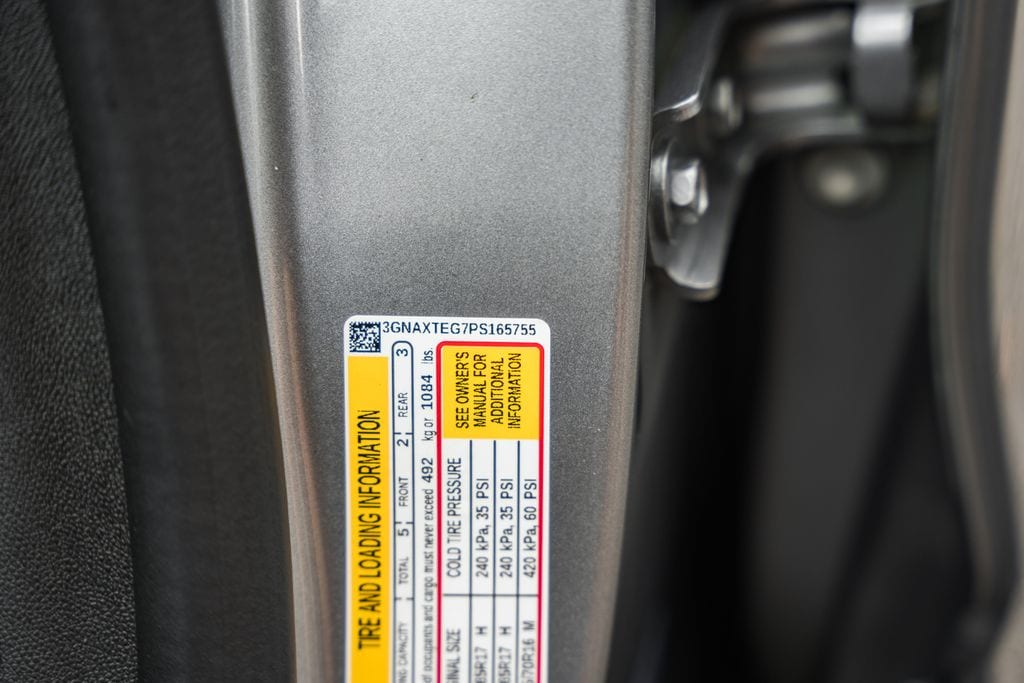 3GNAXTEG7PS165755
TIRE AND LOADING INFORMATION
CAPACITY TOTAL 5 FRONT 2 REAR 3
occupants and cargo must never exceed 492 kg or 1084 lbs.
SIZE COLD TIRE PRESSURE
H 240 kPa, 35 PSI
H 240 kPa, 35 PSI
M 420 kPa, 60 PSI
SEE OWNER'S
MANUAL FOR
ADDITIONAL
INFORMATION